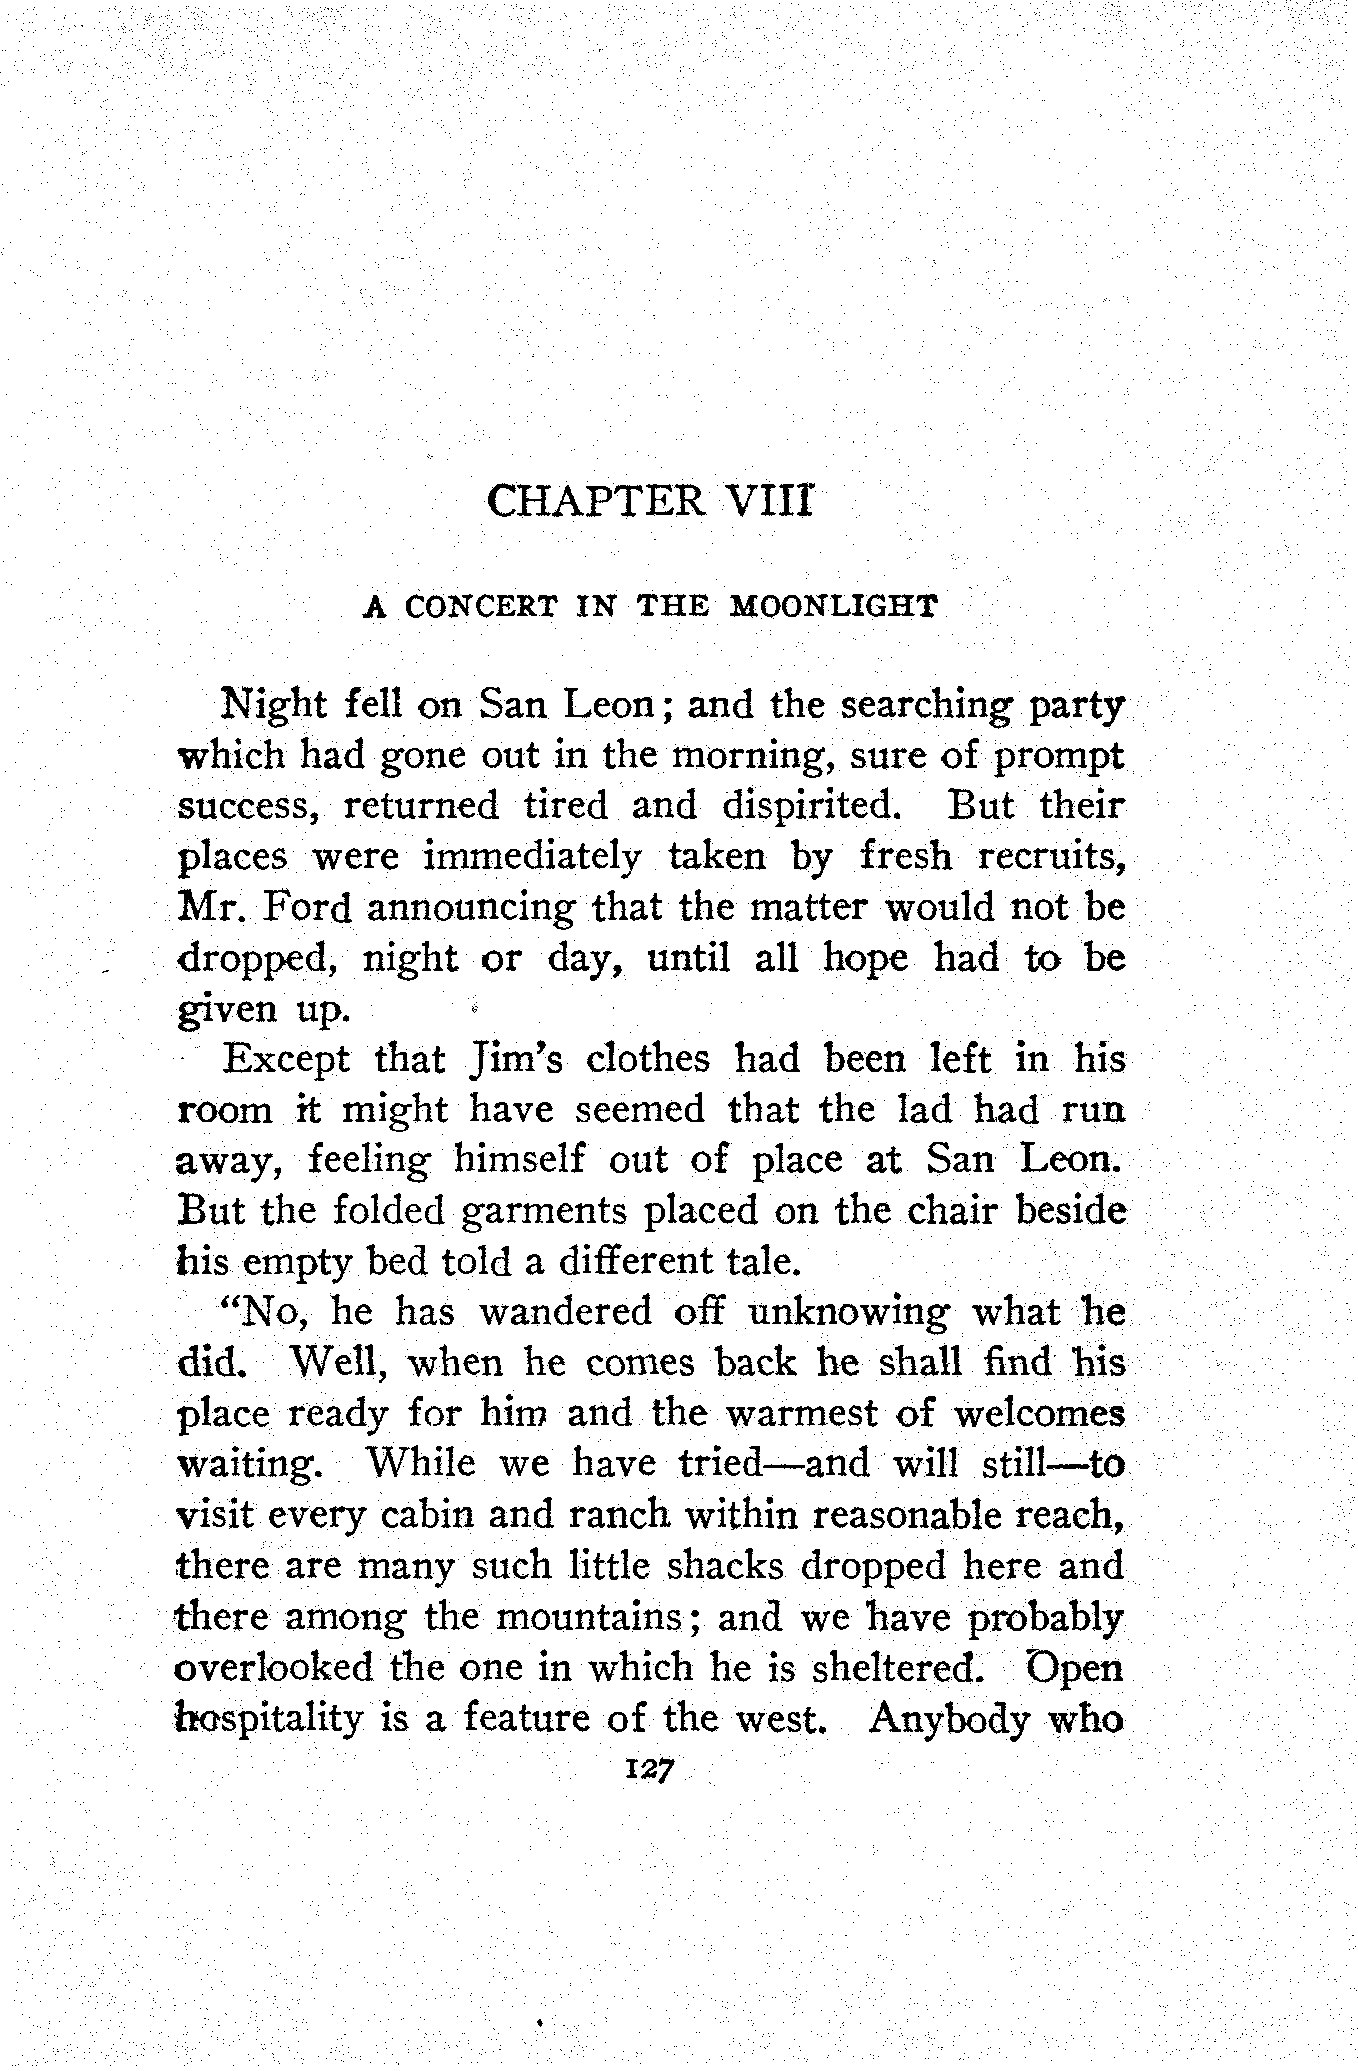 CHAPTER VIII
A CONCERT IN THE MOONLIGHT
Night fell on San Leon; and the searching party
which had gone out in the morning, sure of prompt
success, returned tired and dispirited. But their
places were immediately taken by fresh recruits,
Mr. Ford announcing that the matter would not be
dropped, night or day, until all hope had to be
given up.
Except that Jim's clothes had been left in his
room it might have seemed that the lad had run
away, feeling himself out of place at San Leon.
But the folded garments placed on the chair beside
his empty bed told a different tale.
"No, he has wandered off unknowing what he
did. Well, when he comes back he shall find his
place ready for him and the warmest of welcomes
waiting. While we have tried—and will still—to
visit every cabin and ranch within reasonable reach,
there are many such little shacks dropped here and
there among the mountains; and we have probably
overlooked the one in which he is sheltered. Open
hospitality is a feature of the west. Anybody who
127